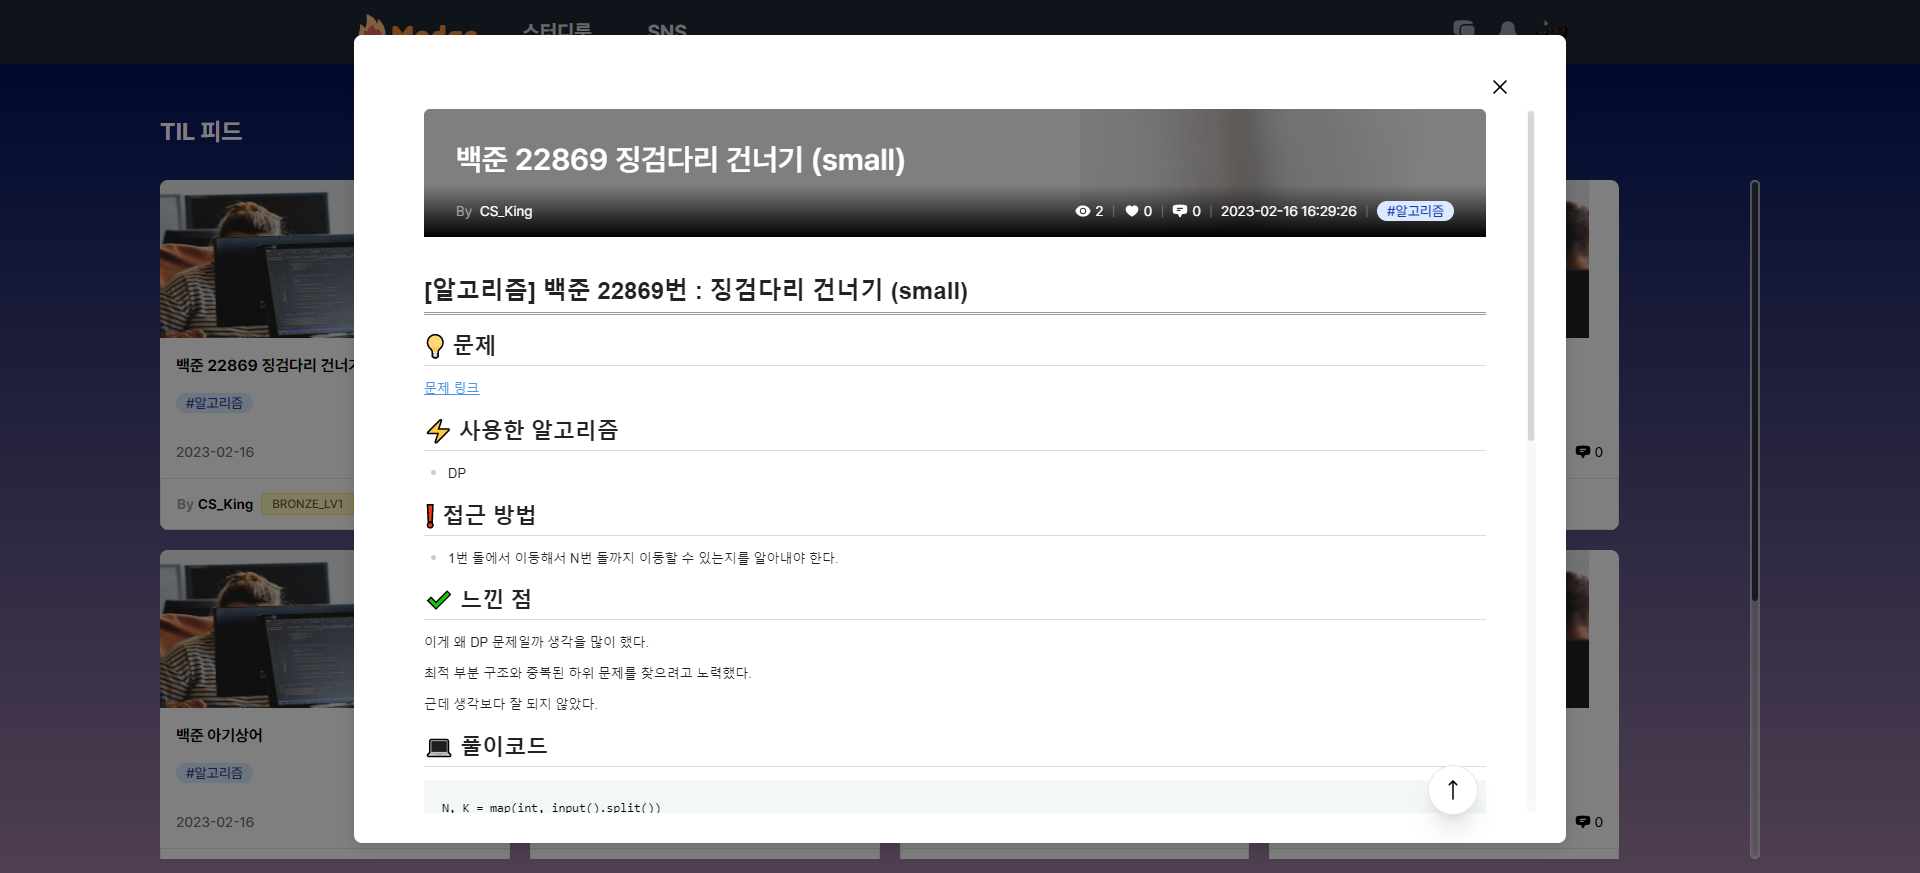 스터디룸 SNS
TIL 피드
백준 22869 징검다리 건너기 (small)
By CS_King
2 | 0 | 0 | 2023-02-16 16:29:26 | #알고리즘
[알고리즘] 백준 22869번 : 징검다리 건너기 (small)
문제
문제 링크
사용한 알고리즘
DP
접근 방법
1번 돌에서 이동해서 N번 돌까지 이동할 수 있는지를 알아내야 한다.
느낀 점
이게 왜 DP 문제일까 생각을 많이 했다.
최적 부분 구조와 중복된 하위 문제를 찾으려고 노력했다.
근데 생각보다 잘 되지 않았다.
풀이코드
N, K = map(int, input().split())
백준 22869 징검다리 건너기
#알고리즘
2023-02-16
0
By CS_King BRONZE_LV1
백준 아기상어
#알고리즘
2023-02-16
0